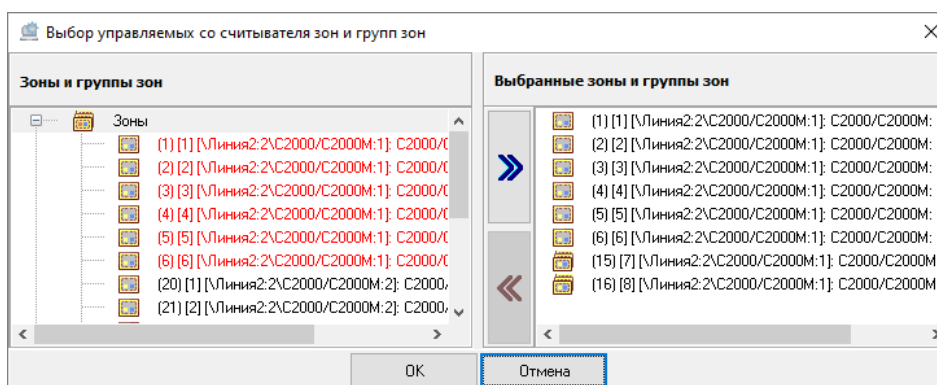 Выбор управляемых со считывателя зон и групп зон
Зоны и группы зон
Зоны
(1) [1] [\Линия2:2\С2000/С2000М:1]: С2000/С
(2) [2] [\Линия2:2\С2000/С2000М:1]: С2000/С
(3) [3] [\Линия2:2\С2000/С2000М:1]: С2000/С
(4) [4] [\Линия2:2\С2000/С2000М:1]: С2000/С
(5) [5] [\Линия2:2\С2000/С2000М:1]: С2000/С
(6) [6] [\Линия2:2\С2000/С2000М:1]: С2000/С
(20) [1] [\Линия2:2\С2000/С2000М:2]: С2000,
(21) [2] [\Линия2:2\С2000/С2000М:2]: С2000,
Выбранные зоны и группы зон
(1) [1] [\Линия2:2\С2000/С2000М:1]: С2000/С2000М:
(2) [2] [\Линия2:2\С2000/С2000М:1]: С2000/С2000М:
(3) [3] [\Линия2:2\С2000/С2000М:1]: С2000/С2000М:
(4) [4] [\Линия2:2\С2000/С2000М:1]: С2000/С2000М:
(5) [5] [\Линия2:2\С2000/С2000М:1]: С2000/С2000М:
(6) [6] [\Линия2:2\С2000/С2000М:1]: С2000/С2000М:
(15) [7] [\Линия2:2\С2000/С2000М:1]: С2000/С2000М
(16) [8] [\Линия2:2\С2000/С2000М:1]: С2000/С2000М
OK
Отмена